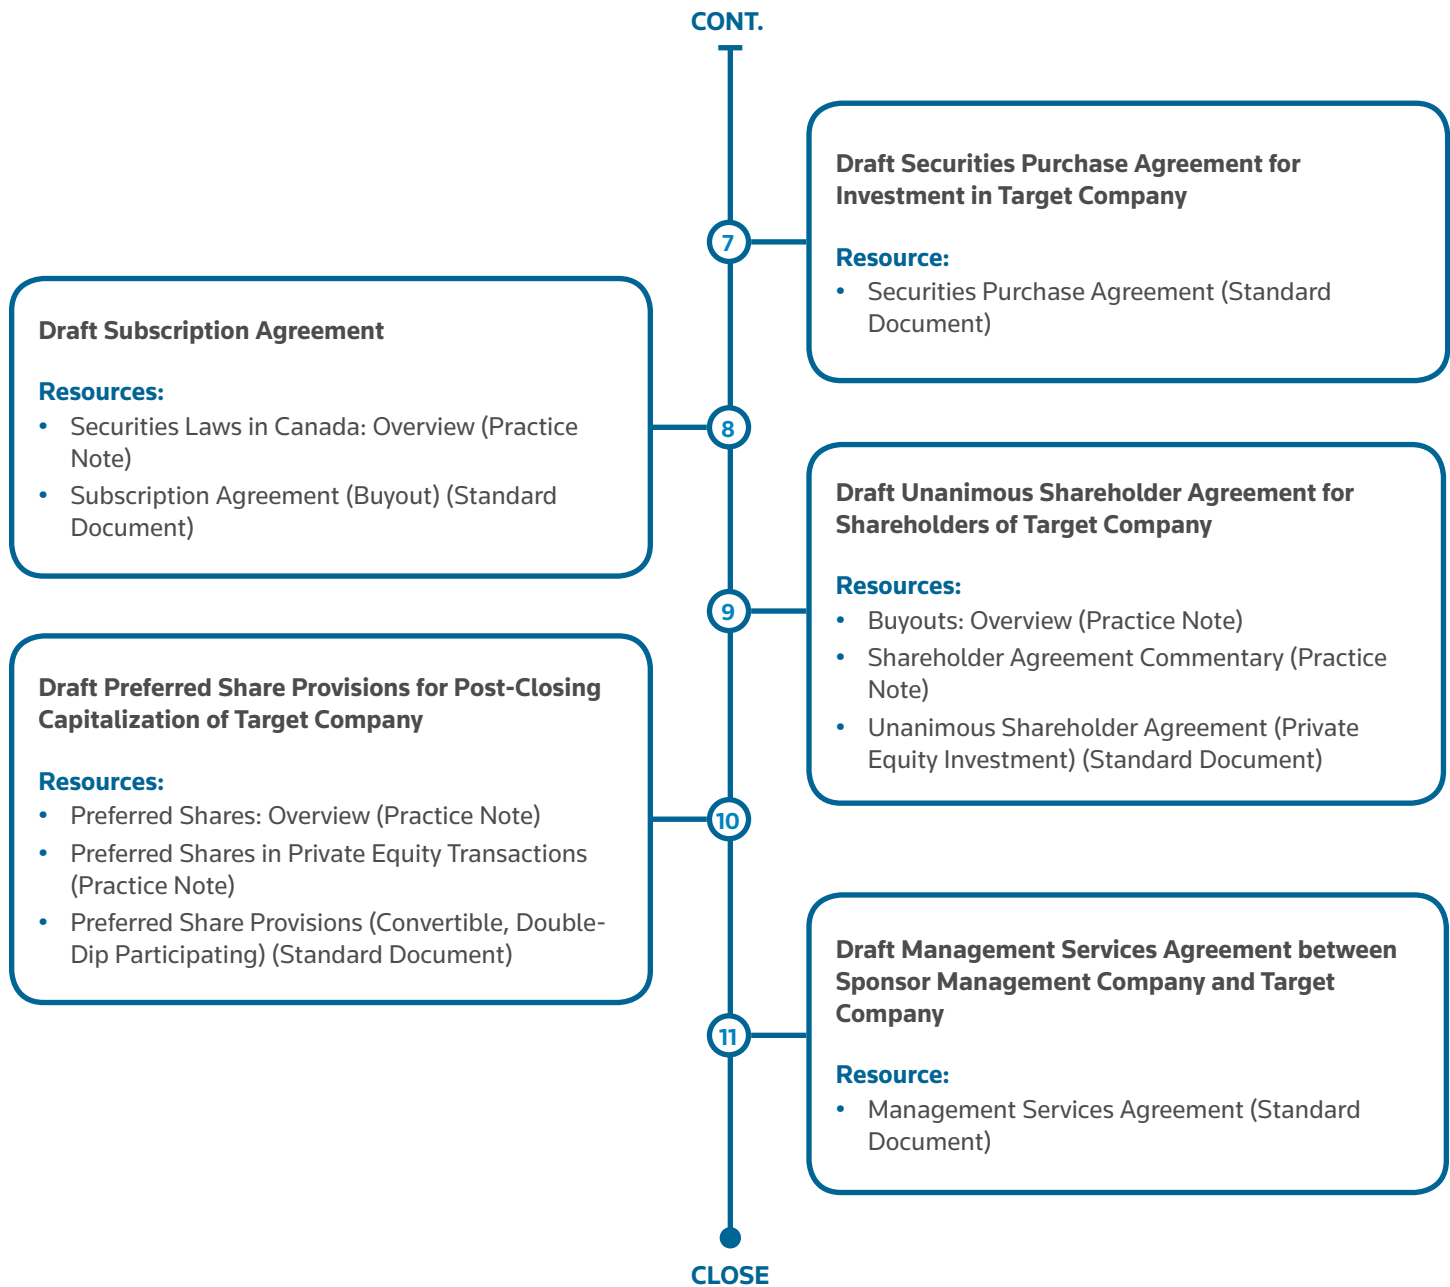 CONT.
7
Draft Securities Purchase Agreement for
Investment in Target Company
Resource:
• Securities Purchase Agreement (Standard
Document)
8
Draft Subscription Agreement
Resources:
• Securities Laws in Canada: Overview (Practice
Note)
• Subscription Agreement (Buyout) (Standard
Document)
9
Draft Unanimous Shareholder Agreement for
Shareholders of Target Company
Resources:
• Buyouts: Overview (Practice Note)
• Shareholder Agreement Commentary (Practice
Note)
• Unanimous Shareholder Agreement (Private
Equity Investment) (Standard Document)
10
Draft Preferred Share Provisions for Post-Closing
Capitalization of Target Company
Resources:
• Preferred Shares: Overview (Practice Note)
• Preferred Shares in Private Equity Transactions
(Practice Note)
• Preferred Share Provisions (Convertible, Double-
Dip Participating) (Standard Document)
11
Draft Management Services Agreement between
Sponsor Management Company and Target
Company
Resource:
• Management Services Agreement (Standard
Document)
CLOSE